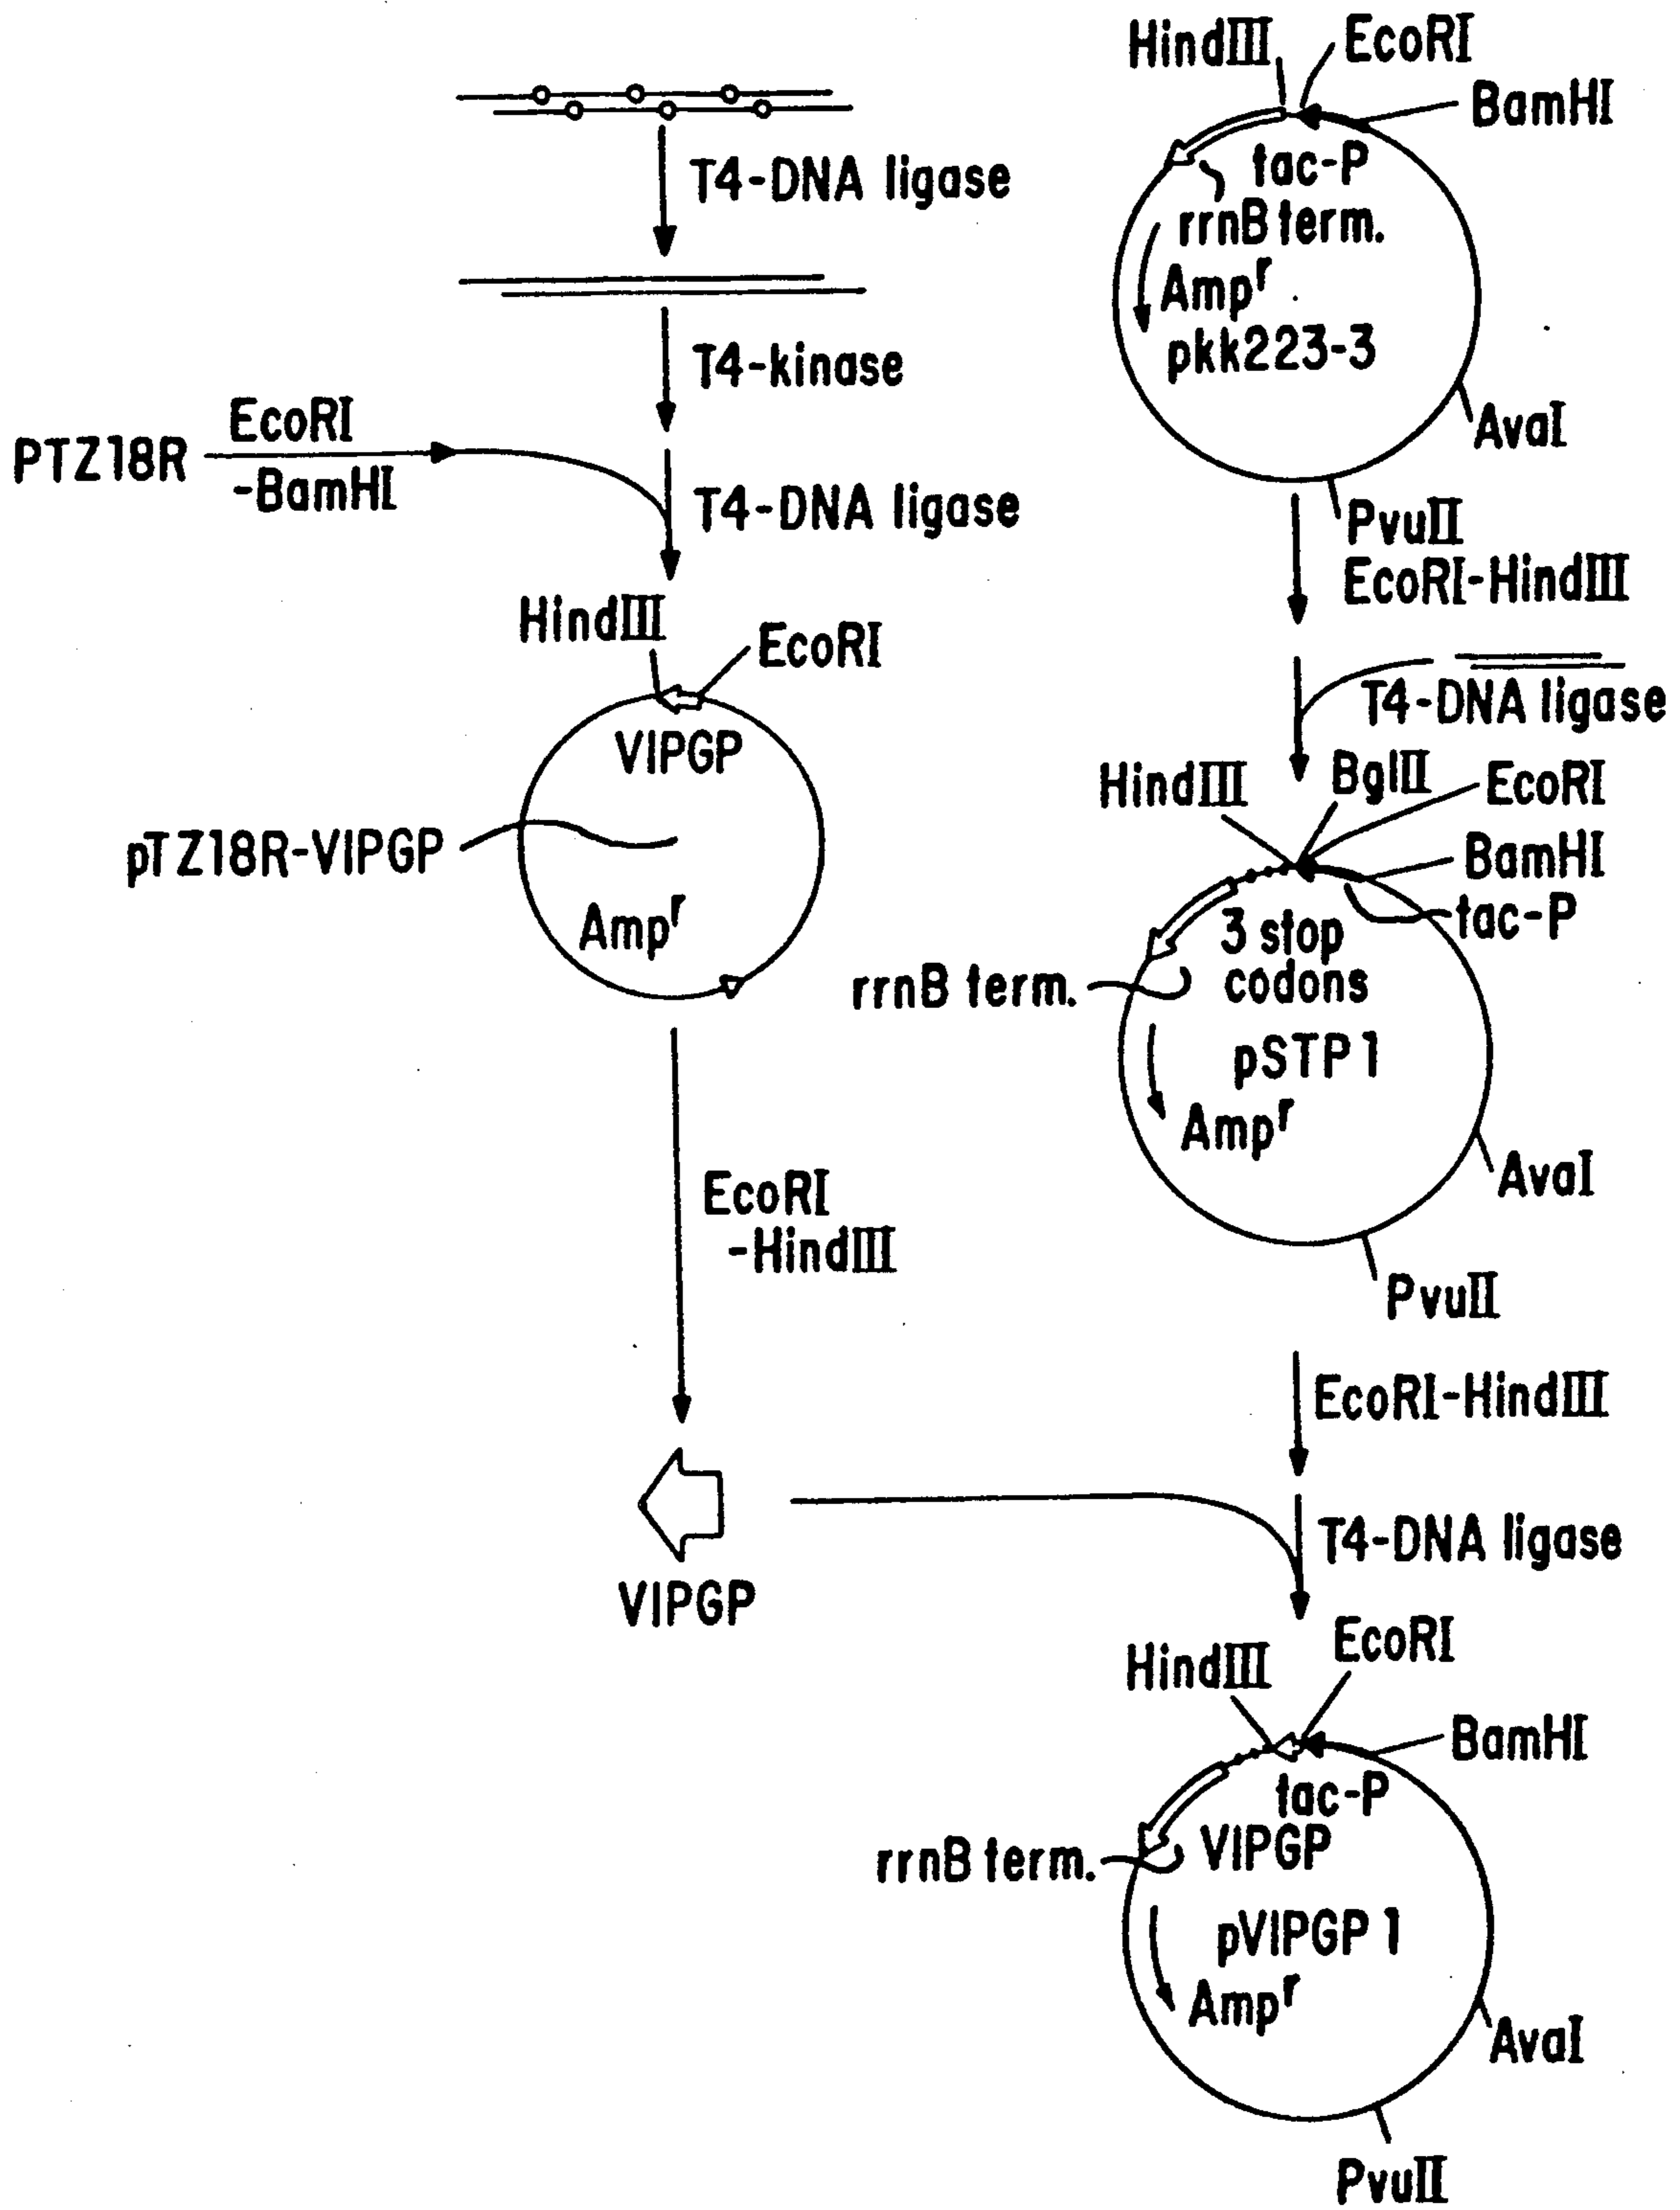 T4-DNA ligase
T4-kinase
PTZ18R
EcoRI
-BamHI
T4-DNA ligase
HindIII
EcoRI
VIPGP
pTZ18R-VIPGP
Ampʳ
EcoRI
-HindIII
VIPGP
HindIII
EcoRI
BamHI
tac-P
rrnB term.
Ampʳ
pkk223-3
AvaI
PvuII
EcoRI-HindIII
T4-DNA ligase
HindIII
BglII
EcoRI
BamHI
tac-P
3 stop
codons
rrnB term.
pSTP1
Ampʳ
AvaI
PvuII
EcoRI-HindIII
T4-DNA ligase
HindIII
EcoRI
BamHI
tac-P
VIPGP
rrnB term.
pVIPGP1
Ampʳ
AvaI
PvuII